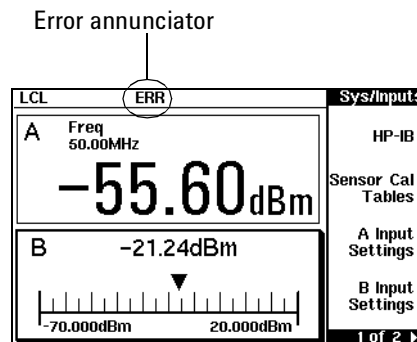 Error annunciator
LCL ERR Sys/Inputs
A Freq
50.00MHz
-55.60dBm
B -21.24dBm
-70.000dBm 20.000dBm
HP-IB
Sensor Cal
Tables
A Input
Settings
B Input
Settings
1 of 2